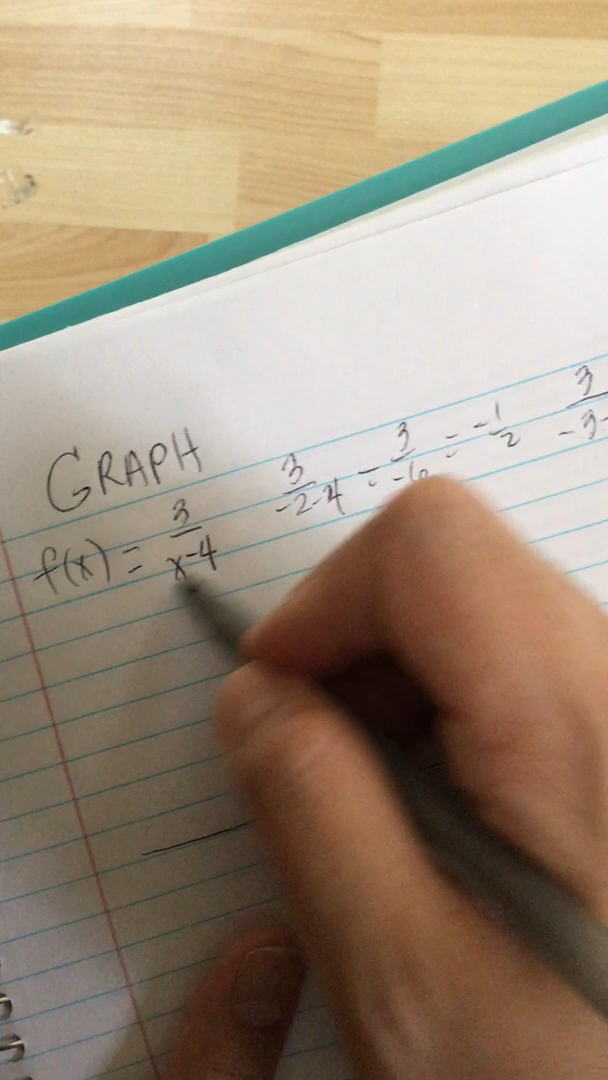 GRAPH
f(x) = 3/(x-4)
3/(-2-4) = 3/-6 = -1/2
3/(-3-